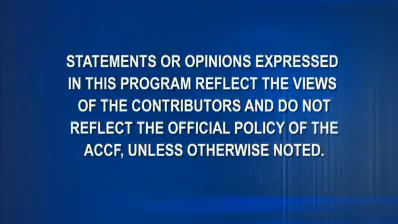 STATEMENTS OR OPINIONS EXPRESSED
IN THIS PROGRAM REFLECT THE VIEWS
OF THE CONTRIBUTORS AND DO NOT
REFLECT THE OFFICIAL POLICY OF THE
ACCF, UNLESS OTHERWISE NOTED.